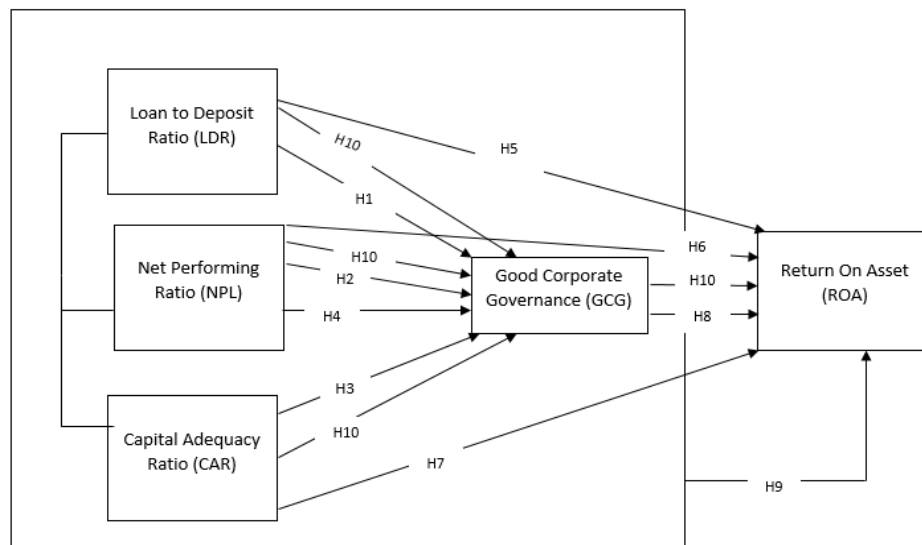 Loan to Deposit
Ratio (LDR)
H10
H5
H1
Net Performing
Ratio (NPL)
H10
H2
H4
H6
Good Corporate
Governance (GCG)
H10
H8
Return On Asset
(ROA)
Capital Adequacy
Ratio (CAR)
H3
H10
H7
H9